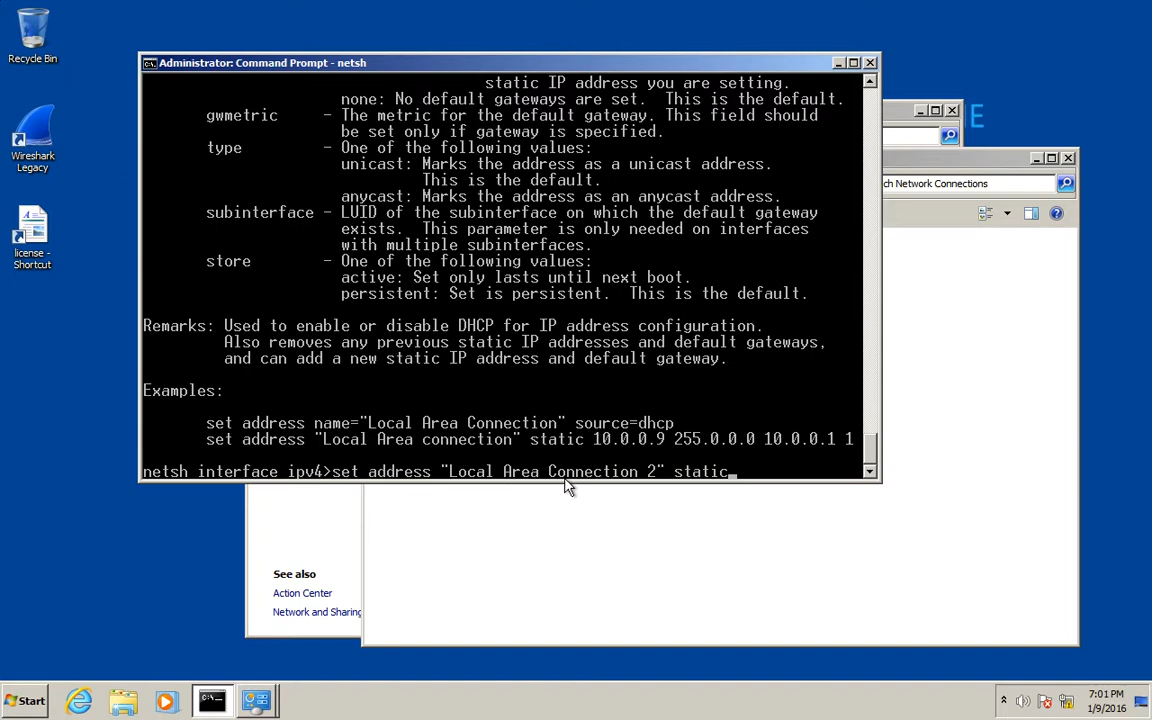 Recycle Bin
Wireshark
Legacy
license -
Shortcut
Administrator: Command Prompt - netsh
static IP address you are setting.
none: No default gateways are set.  This is the default.
gwmetric     - The metric for the default gateway. This field should
be set only if gateway is specified.
type         - One of the following values:
unicast: Marks the address as a unicast address.
This is the default.
anycast: Marks the address as an anycast address.
subinterface - LUID of the subinterface on which the default gateway
exists.  This parameter is only needed on interfaces
with multiple subinterfaces.
store        - One of the following values:
active: Set only lasts until next boot.
persistent: Set is persistent.  This is the default.
Remarks: Used to enable or disable DHCP for IP address configuration.
Also removes any previous static IP addresses and default gateways,
and can add a new static IP address and default gateway.
Examples:
set address name="Local Area Connection" source=dhcp
set address "Local Area connection" static 10.0.0.9 255.0.0.0 10.0.0.1 1
netsh interface ipv4>set address "Local Area Connection 2" static_
E
ch Network Connections
See also
Action Center
Network and Sharing
Start
C:\.
7:01 PM
1/9/2016